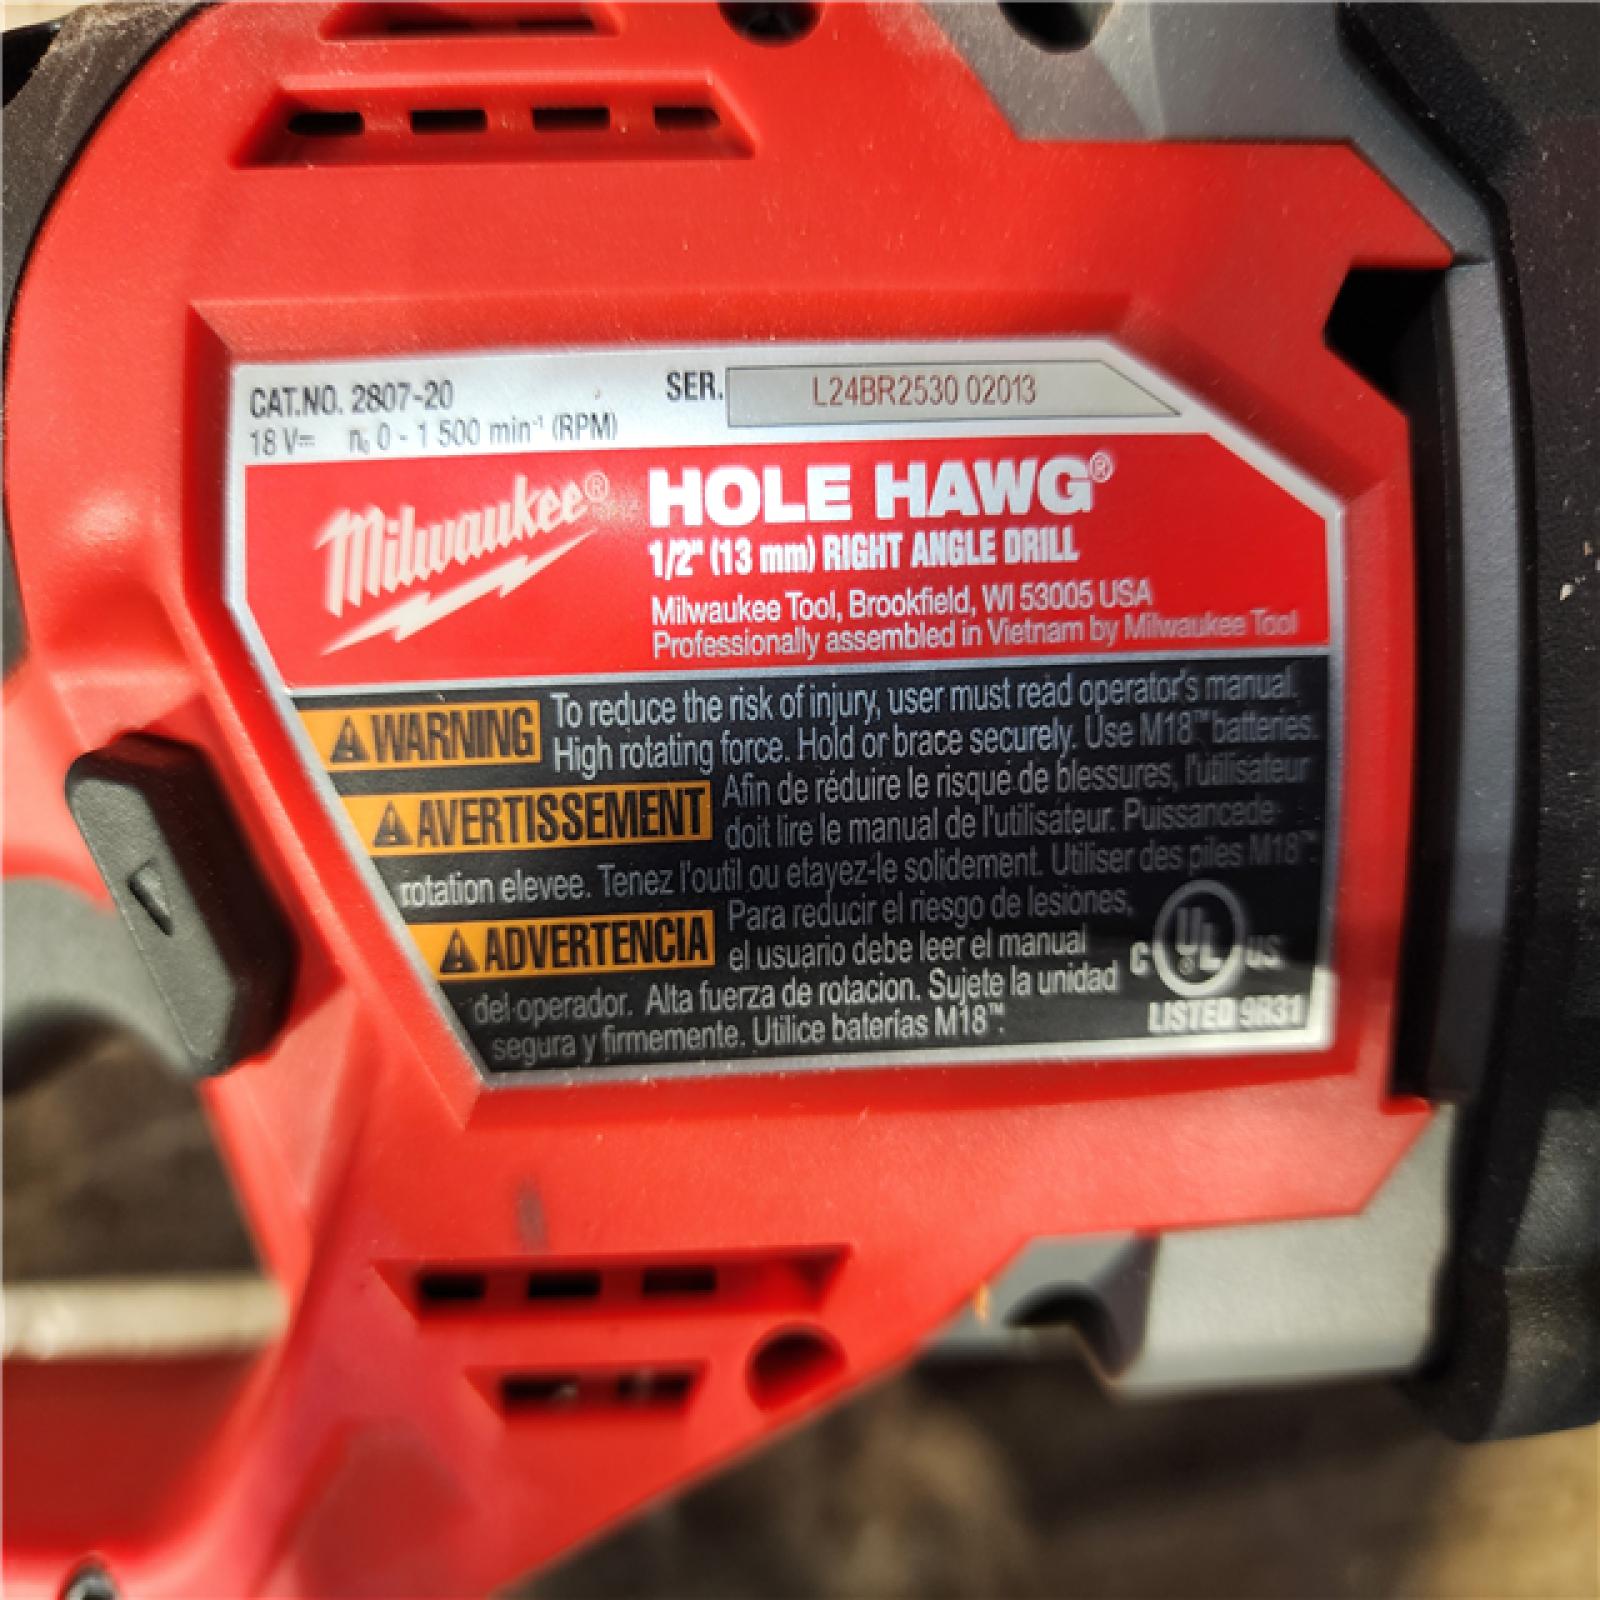 CAT.NO. 2807-20
SER. L24BR2530 02013
18 V⎓ n₀ 0 - 1 500 min⁻¹ (RPM)
Milwaukee®
HOLE HAWG®
1/2" (13 mm) RIGHT ANGLE DRILL
Milwaukee Tool, Brookfield, WI 53005 USA
Professionally assembled in Vietnam by Milwaukee Tool
⚠WARNING To reduce the risk of injury, user must read operator's manual.
High rotating force. Hold or brace securely. Use M18™ batteries.
⚠AVERTISSEMENT Afin de réduire le risque de blessures, l'utilisateur
doit lire le manual de l'utilisateur. Puissancede
rotation elevee. Tenez l'outil ou etayez-le solidement. Utiliser des piles M18™.
⚠ADVERTENCIA Para reducir el riesgo de lesiones,
el usuario debe leer el manual
del operador. Alta fuerza de rotacion. Sujete la unidad
segura y firmemente. Utilice baterías M18™.
C UL® US
LISTED 9R31